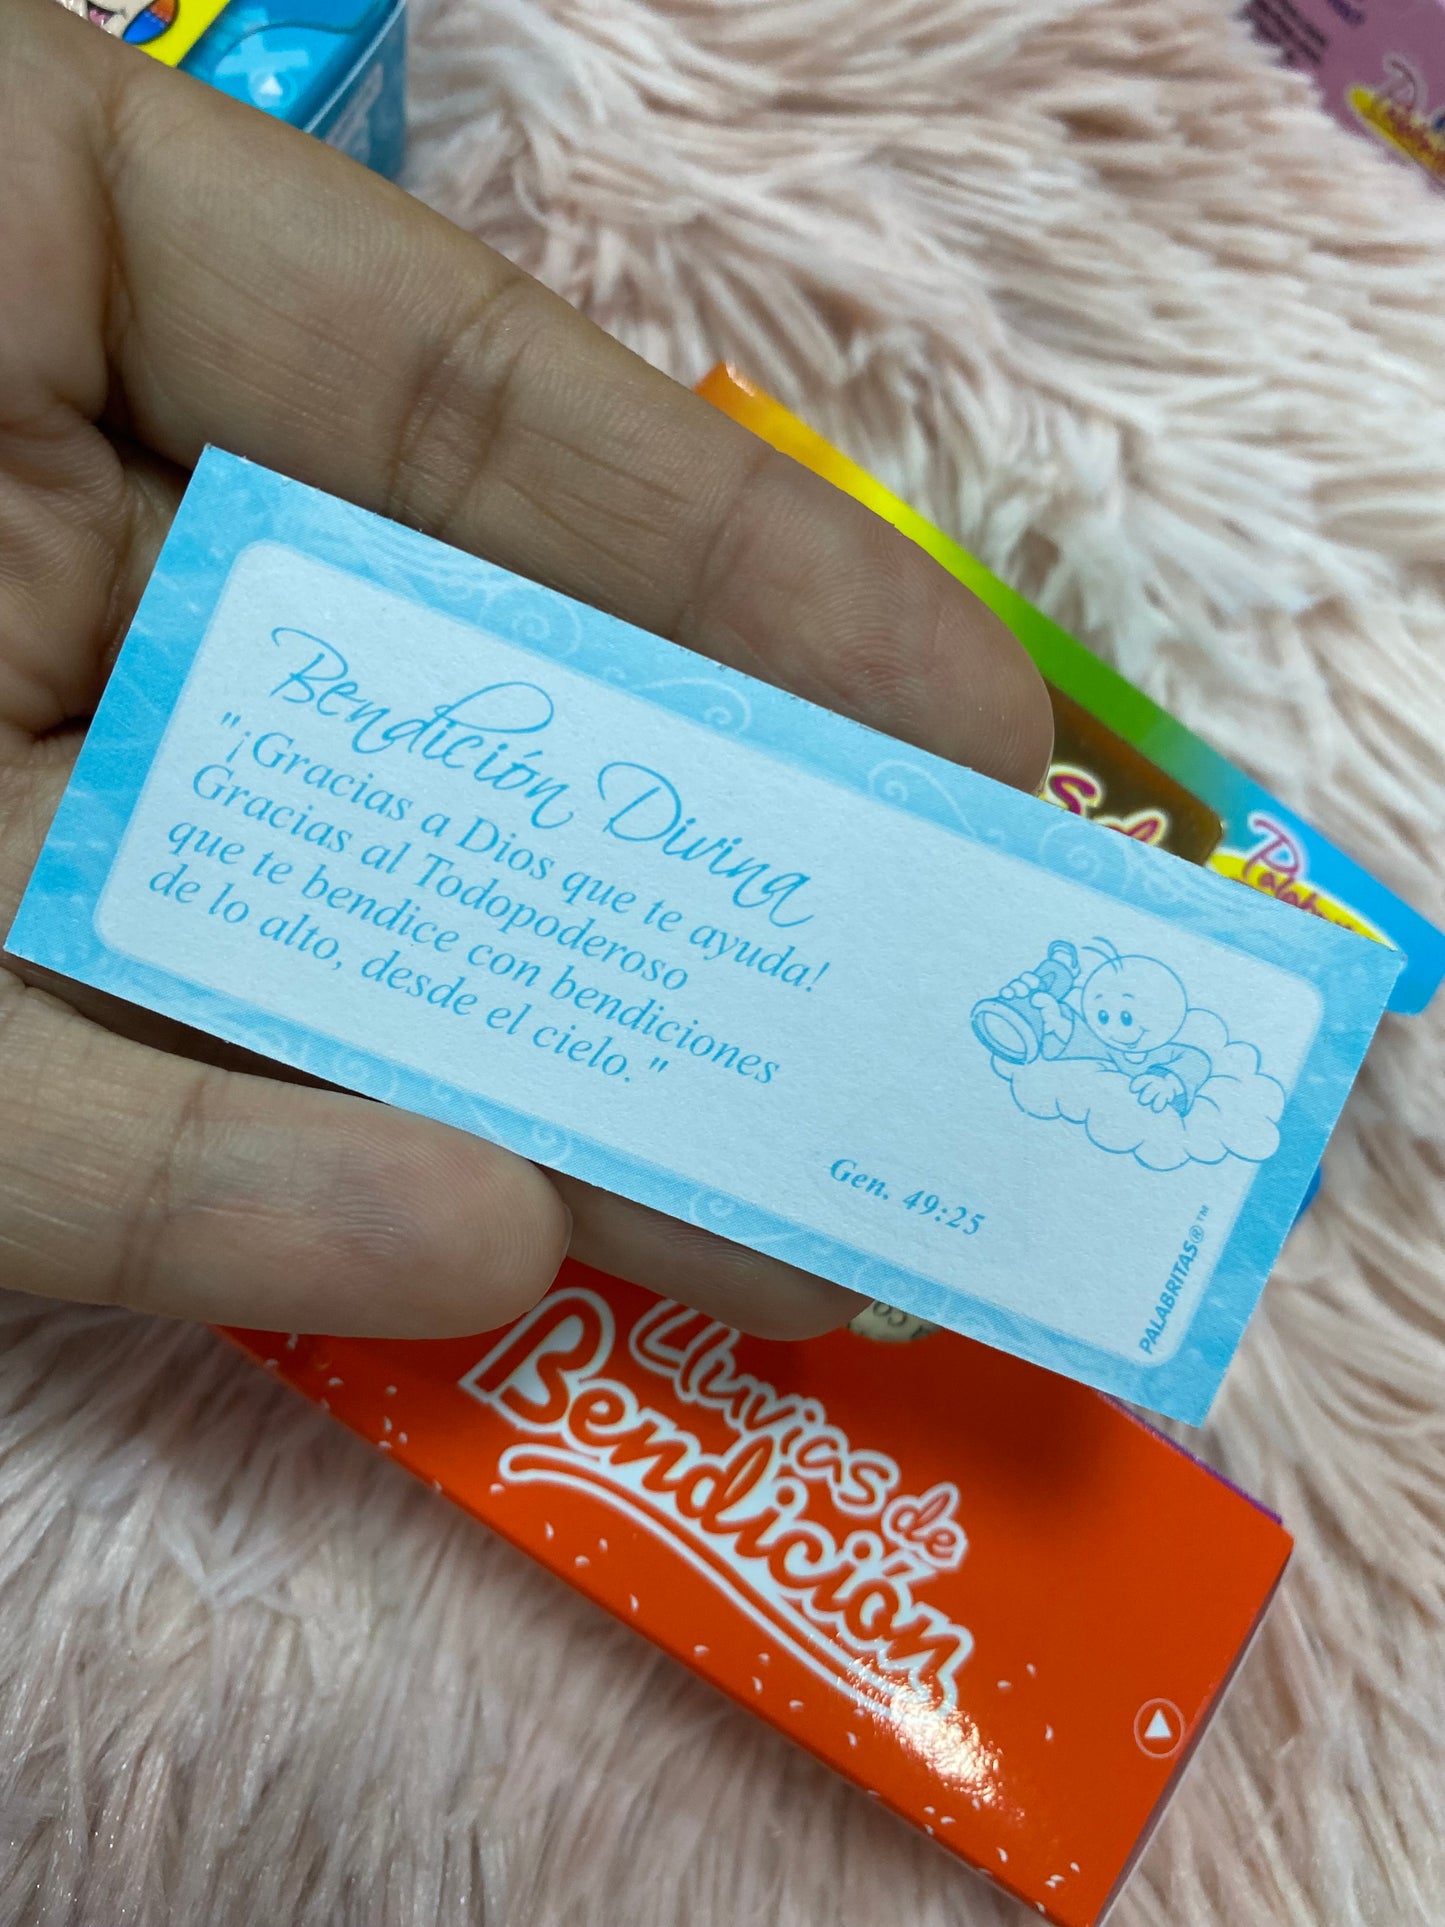 Bendición Divina
"¡Gracias a Dios que te ayuda!
Gracias al Todopoderoso
que te bendice con bendiciones
de lo alto, desde el cielo."
Gen. 49:25
PALABRITAS®™
Lluvias de
Bendición